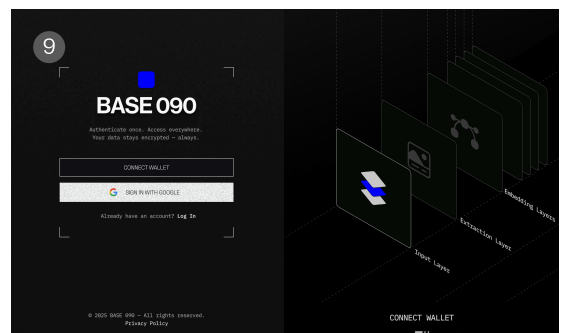 9
BASE 090
Authenticate once. Access everywhere.
Your data stays encrypted — always.
CONNECT WALLET
SIGN IN WITH GOOGLE
Already have an account? Log In
© 2025 BASE 090 — All rights reserved.
Privacy Policy
Embedding Layers
Extraction Layer
Input Layer
CONNECT WALLET